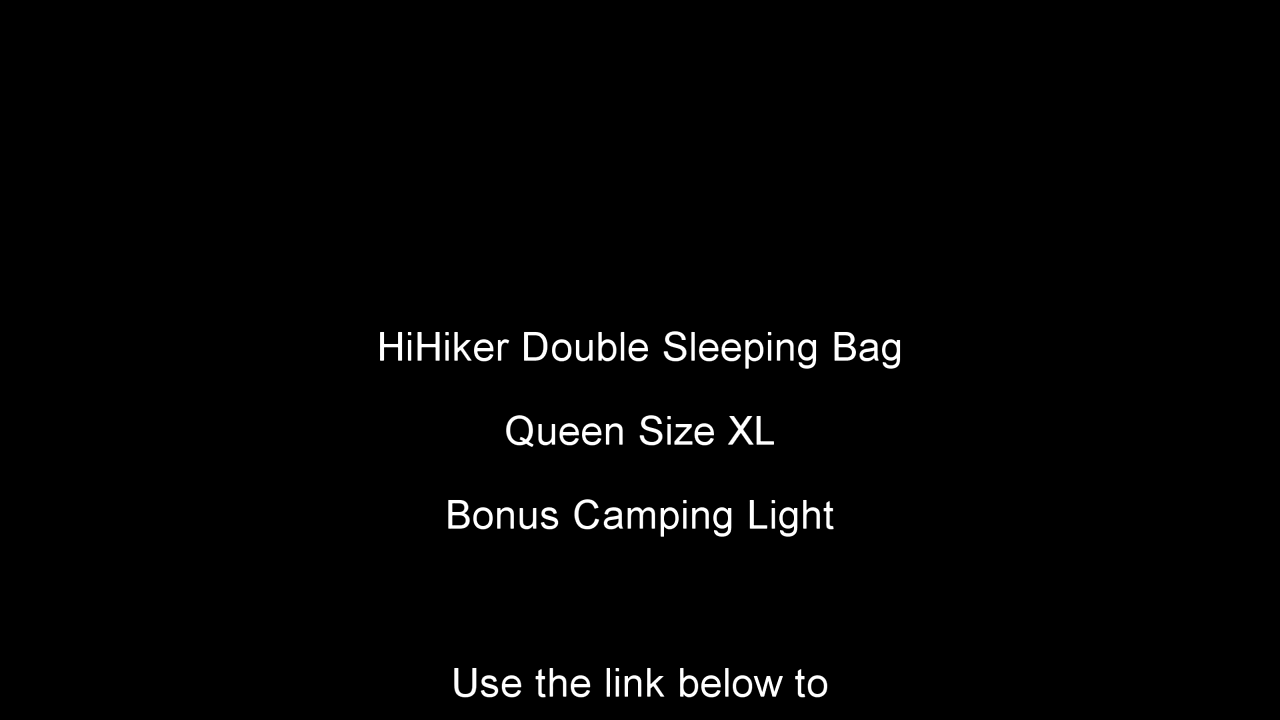 HiHiker Double Sleeping Bag
Queen Size XL
Bonus Camping Light
Use the link below to